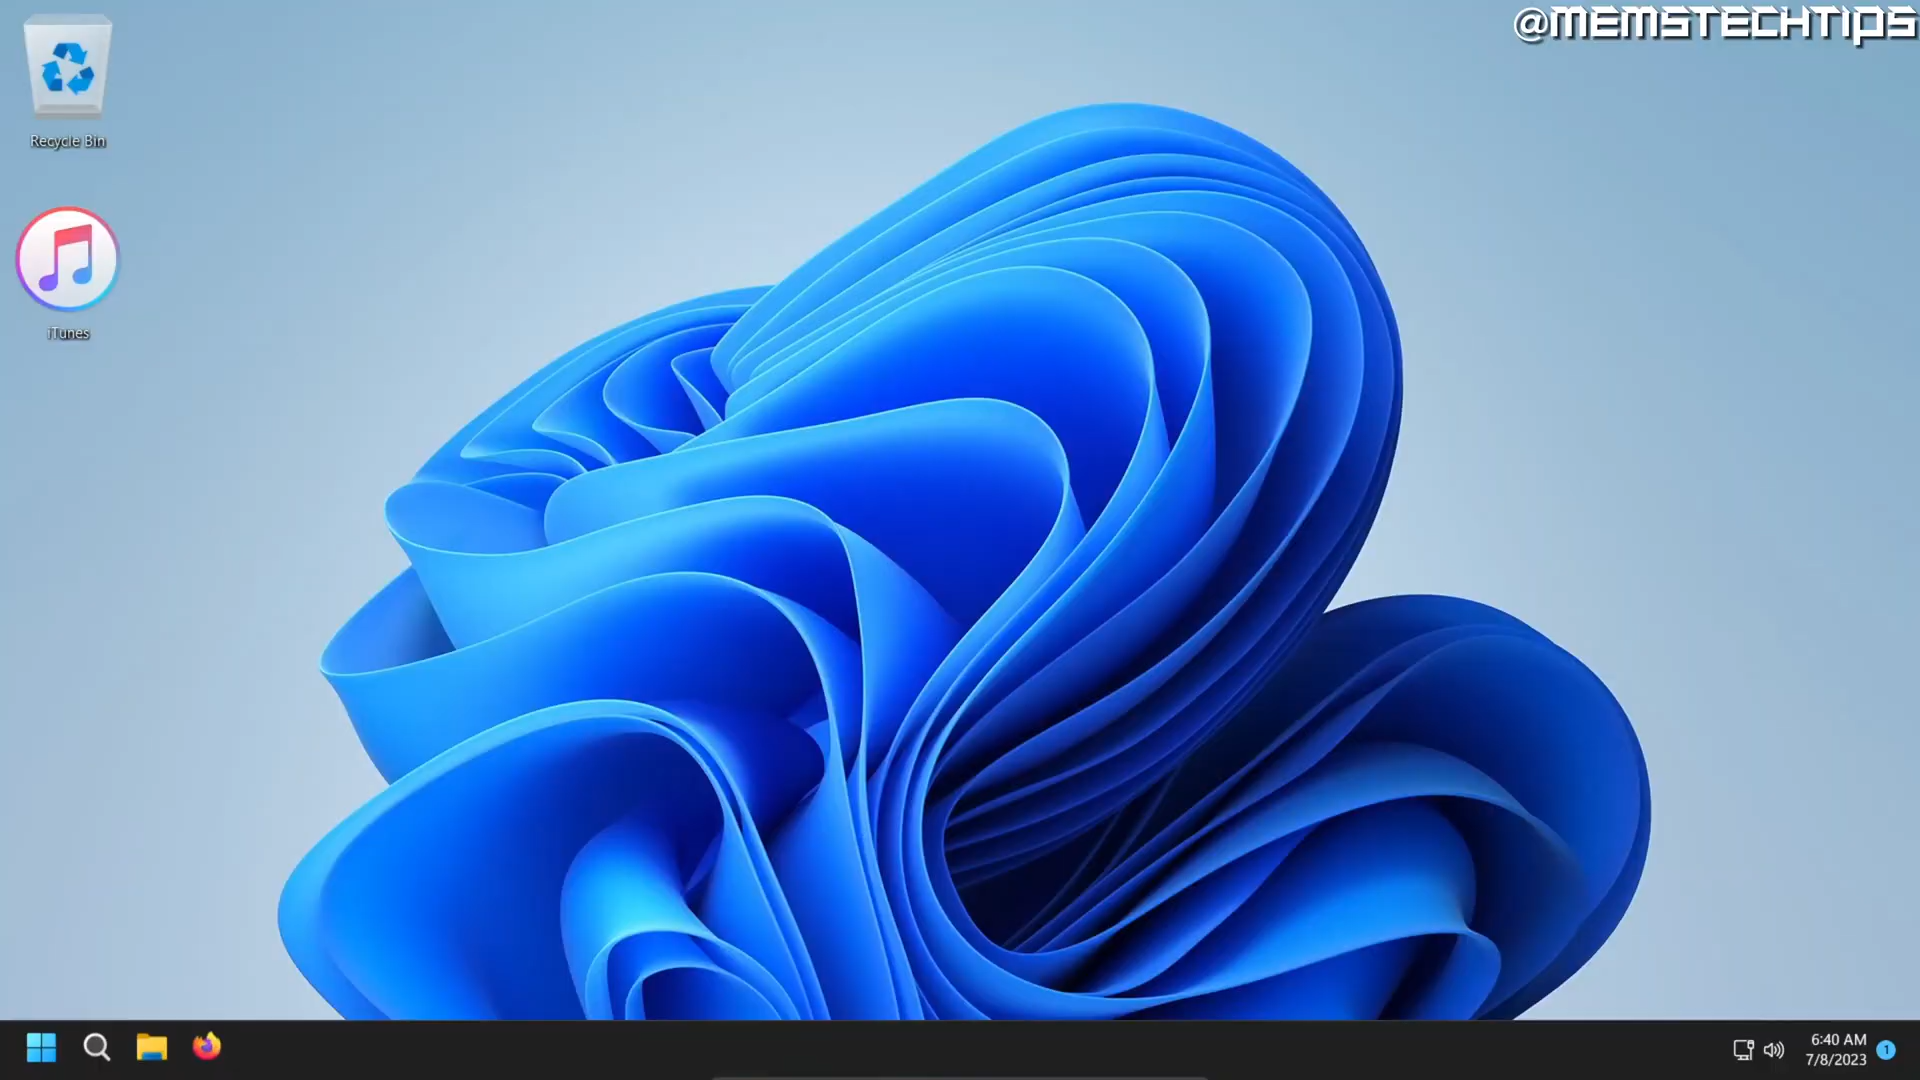 @MEMSTECHTIPS
Recycle Bin
iTunes
6:40 AM
7/8/2023
1